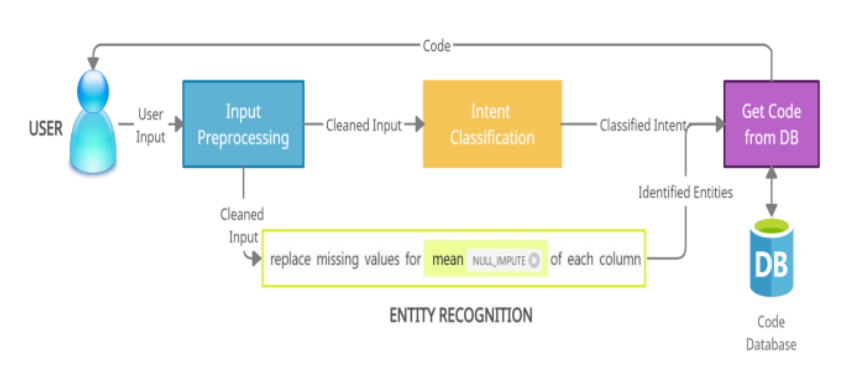 Code
USER
User
Input
Input
Preprocessing
Cleaned Input
Intent
Classification
Classified Intent
Get Code
from DB
Identified Entities
Cleaned
Input
replace missing values for mean NULL_IMPUTE of each column
ENTITY RECOGNITION
DB
Code
Database